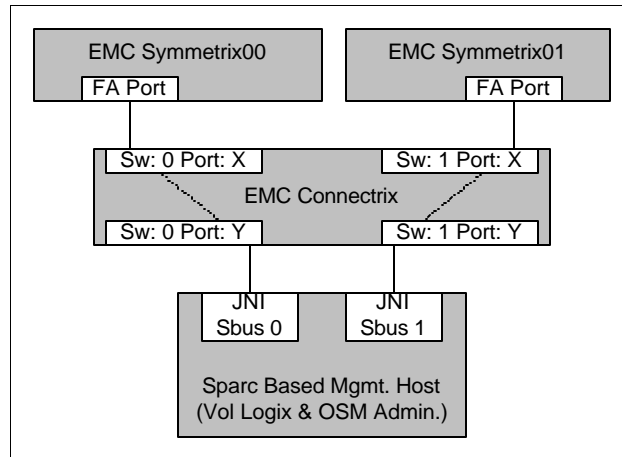 EMC Symmetrix00
EMC Symmetrix01
FA Port
FA Port
Sw: 0 Port: X
Sw: 1 Port: X
EMC Connectrix
Sw: 0 Port: Y
Sw: 1 Port: Y
JNI
Sbus 0
JNI
Sbus 1
Sparc Based Mgmt. Host
(Vol Logix & OSM Admin.)